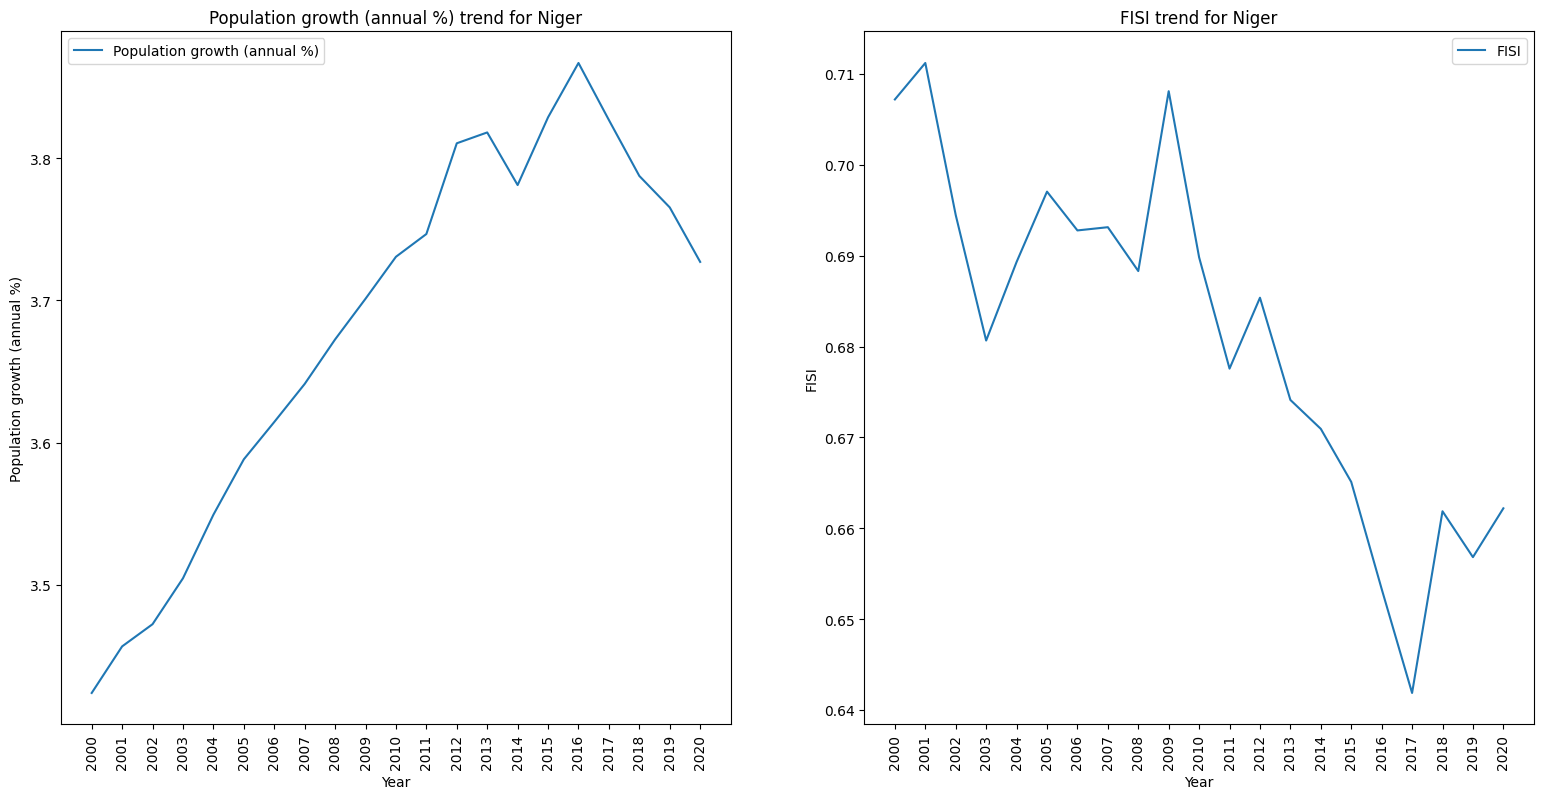 Population growth (annual %) trend for Niger
Population growth (annual %)
Population growth (annual %)
3.8
3.7
3.6
3.5
2000 2001 2002 2003 2004 2005 2006 2007 2008 2009 2010 2011 2012 2013 2014 2015 2016 2017 2018 2019 2020
Year
FISI trend for Niger
FISI
FISI
0.71
0.70
0.69
0.68
0.67
0.66
0.65
0.64
2000 2001 2002 2003 2004 2005 2006 2007 2008 2009 2010 2011 2012 2013 2014 2015 2016 2017 2018 2019 2020
Year